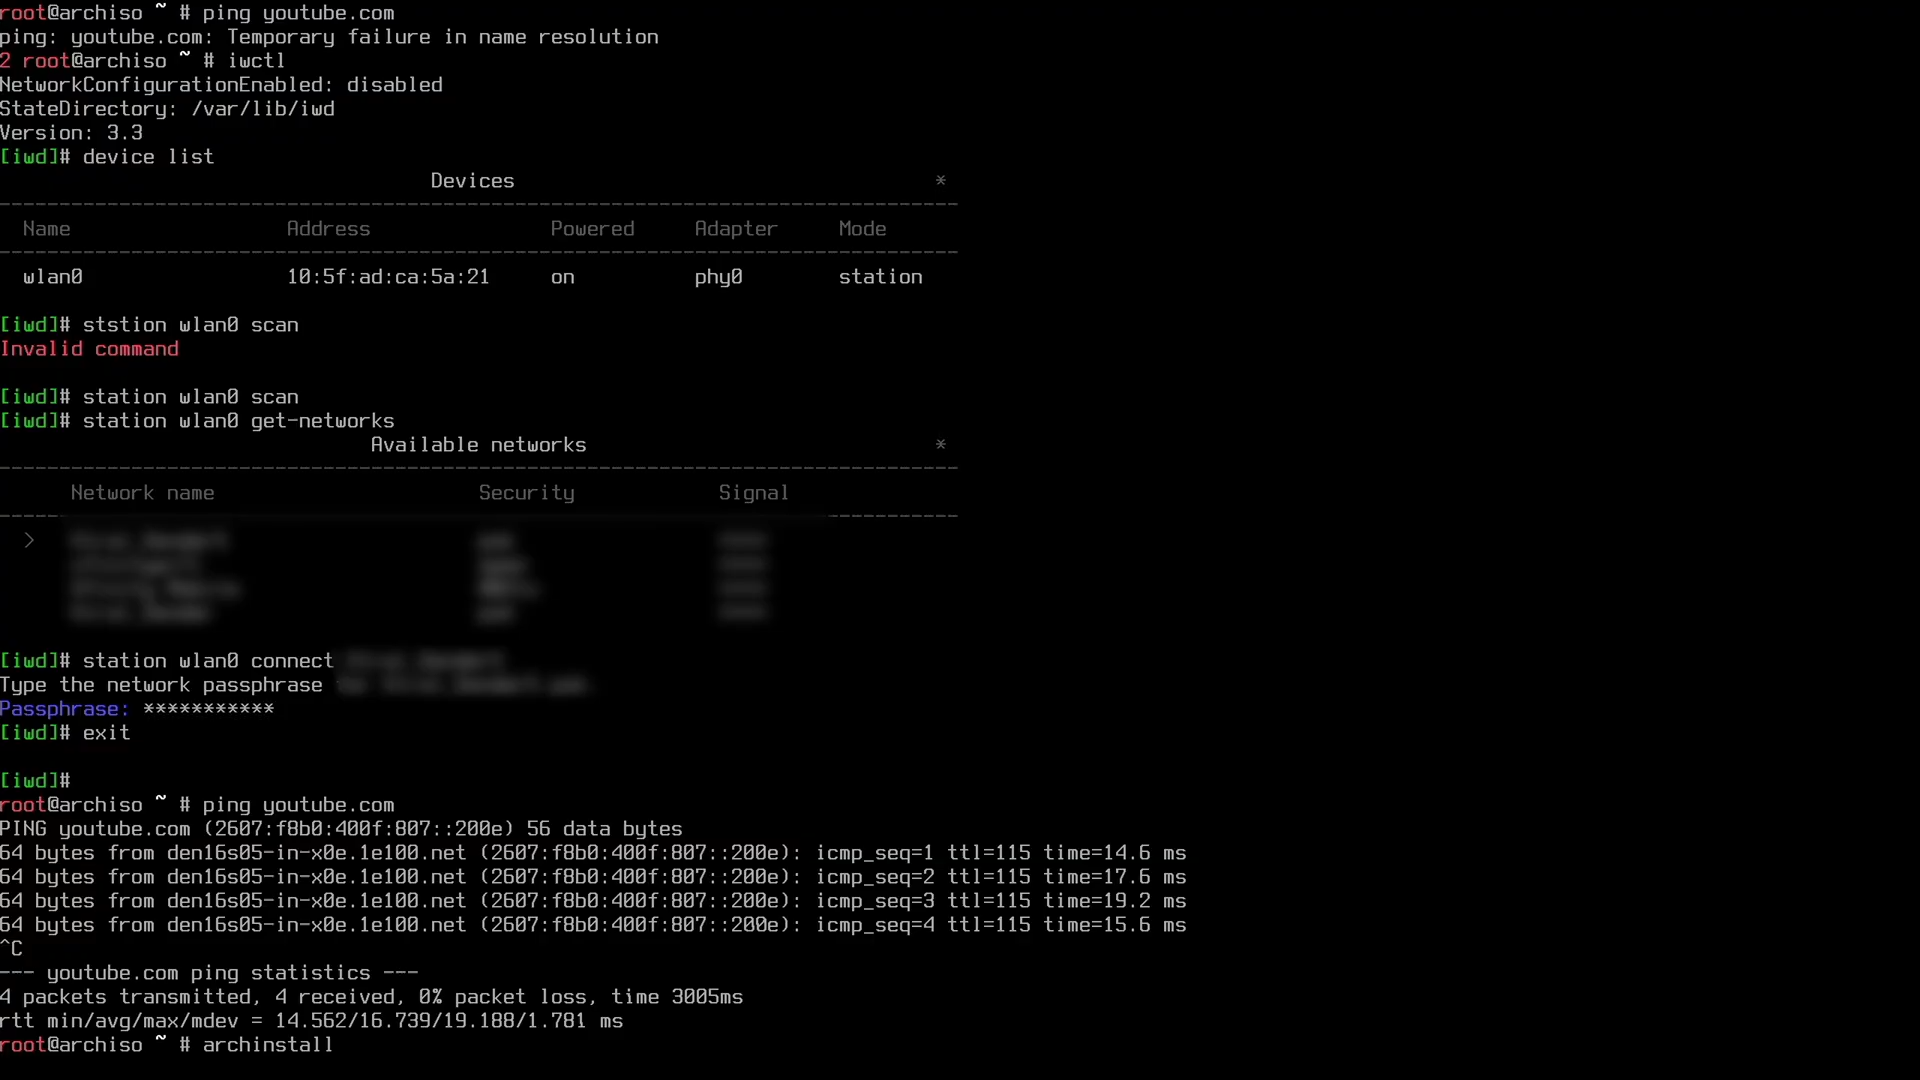 root@archiso ~ # ping youtube.com
ping: youtube.com: Temporary failure in name resolution
2 root@archiso ~ # iwctl
NetworkConfigurationEnabled: disabled
StateDirectory: /var/lib/iwd
Version: 3.3
[iwd]# device list
Devices *
--------------------------------------------------------------------------------
Name Address Powered Adapter Mode
--------------------------------------------------------------------------------
wlan0 10:5f:ad:ca:5a:21 on phy0 station
[iwd]# ststion wlan0 scan
Invalid command
[iwd]# station wlan0 scan
[iwd]# station wlan0 get-networks
Available networks *
--------------------------------------------------------------------------------
Network name Security Signal
--------------------------------------------------------------------------------
>
[iwd]# station wlan0 connect
Type the network passphrase
Passphrase: ***********
[iwd]# exit
[iwd]#
root@archiso ~ # ping youtube.com
PING youtube.com (2607:f8b0:400f:807::200e) 56 data bytes
64 bytes from den16s05-in-x0e.1e100.net (2607:f8b0:400f:807::200e): icmp_seq=1 ttl=115 time=14.6 ms
64 bytes from den16s05-in-x0e.1e100.net (2607:f8b0:400f:807::200e): icmp_seq=2 ttl=115 time=17.6 ms
64 bytes from den16s05-in-x0e.1e100.net (2607:f8b0:400f:807::200e): icmp_seq=3 ttl=115 time=19.2 ms
64 bytes from den16s05-in-x0e.1e100.net (2607:f8b0:400f:807::200e): icmp_seq=4 ttl=115 time=15.6 ms
^C
--- youtube.com ping statistics ---
4 packets transmitted, 4 received, 0% packet loss, time 3005ms
rtt min/avg/max/mdev = 14.562/16.739/19.188/1.781 ms
root@archiso ~ # archinstall